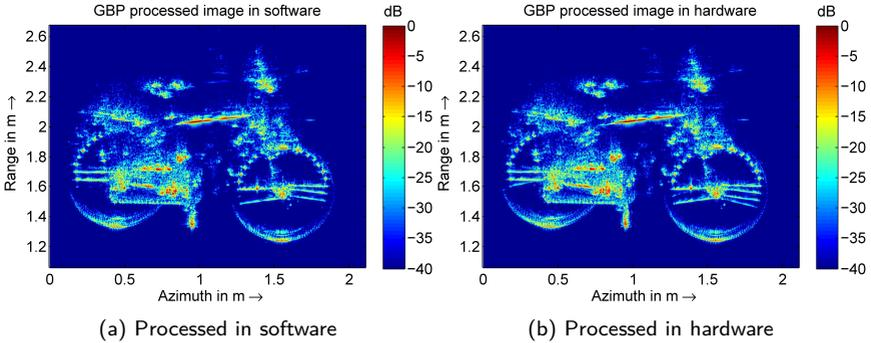 GBP processed image in software
dB
2.6
2.4
2.2
2
1.8
1.6
1.4
1.2
Range in m →
0 0.5 1 1.5 2
Azimuth in m →
0
−5
−10
−15
−20
−25
−30
−35
−40
(a) Processed in software
GBP processed image in hardware
dB
2.6
2.4
2.2
2
1.8
1.6
1.4
1.2
Range in m →
0 0.5 1 1.5 2
Azimuth in m →
0
−5
−10
−15
−20
−25
−30
−35
−40
(b) Processed in hardware